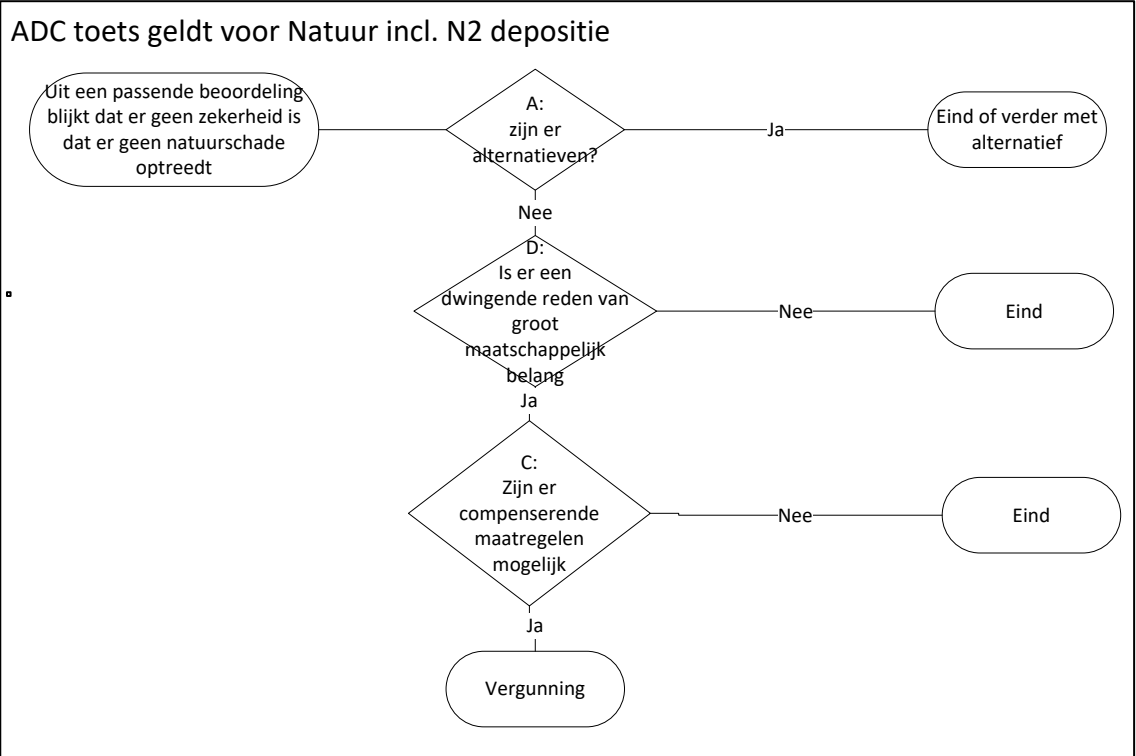 ADC toets geldt voor Natuur incl. N2 depositie
Uit een passende beoordeling
blijkt dat er geen zekerheid is
dat er geen natuurschade
optreedt
A:
zijn er
alternatieven?
Ja
Eind of verder met
alternatief
Nee
D:
Is er een
dwingende reden van
groot
maatschappelijk
belang
Nee
Eind
Ja
C:
Zijn er
compenserende
maatregelen
mogelijk
Nee
Eind
Ja
Vergunning